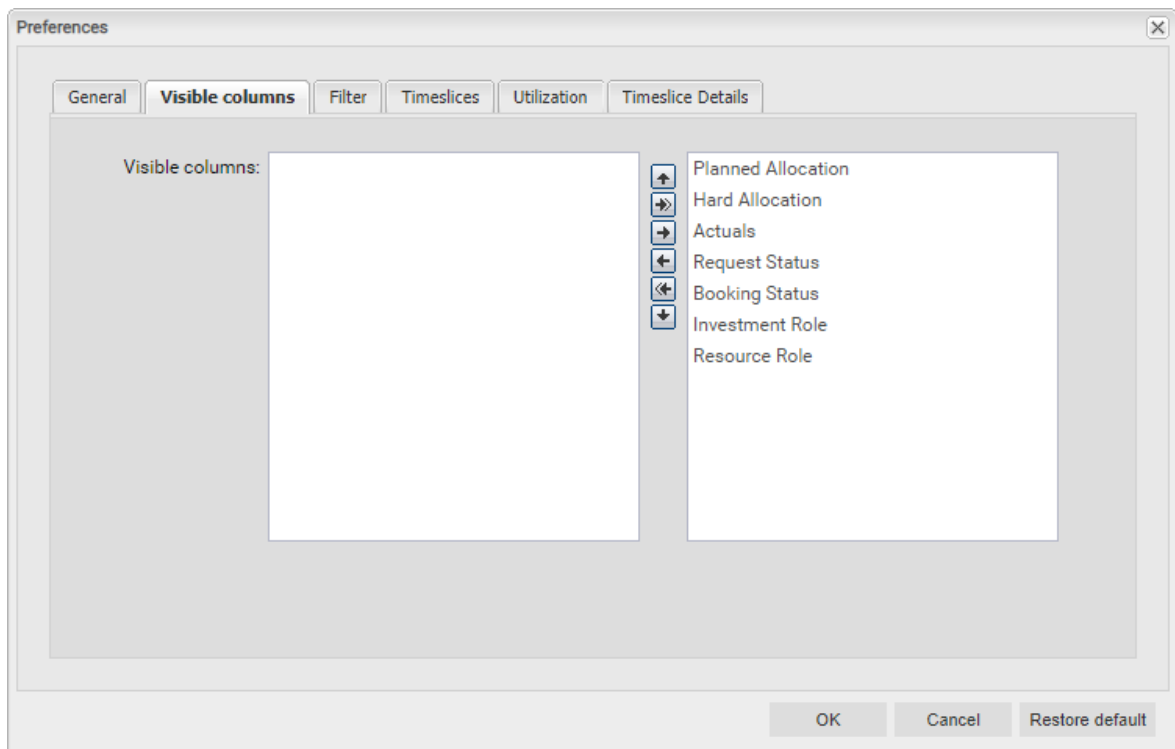 Preferences
General Visible columns Filter Timeslices Utilization Timeslice Details
Visible columns:
Planned Allocation
Hard Allocation
Actuals
Request Status
Booking Status
Investment Role
Resource Role
OK Cancel Restore default